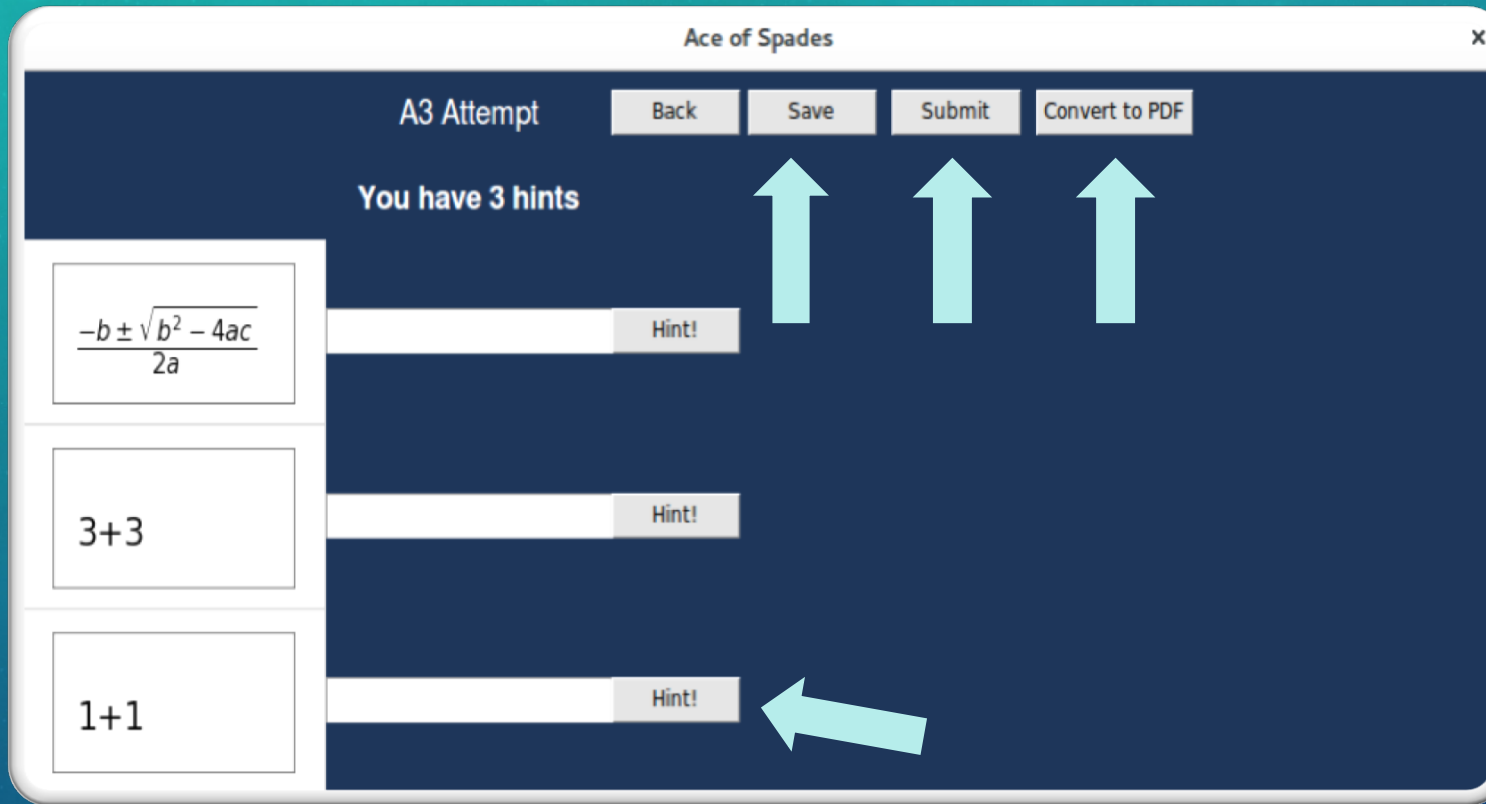 Ace of Spades x
A3 Attempt Back Save Submit Convert to PDF
You have 3 hints
−b ± √b² − 4ac
2a
Hint!
3+3
Hint!
1+1
Hint!